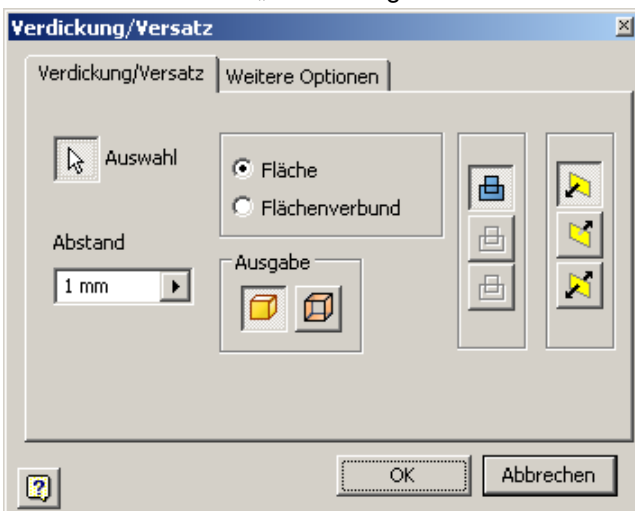 Verdickung/Versatz
Verdickung/Versatz
Weitere Optionen
Auswahl
Fläche
Flächenverbund
Abstand
1 mm
Ausgabe
OK
Abbrechen